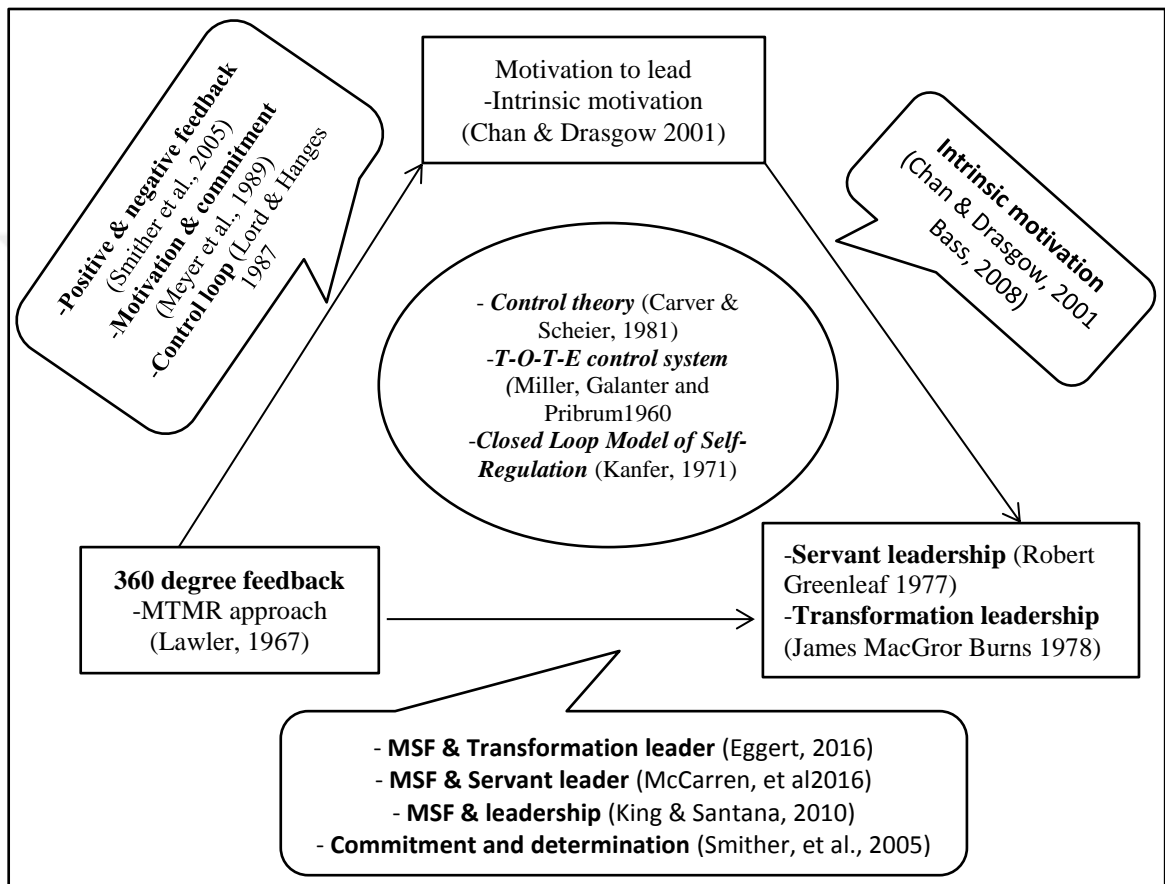 Motivation to lead
-Intrinsic motivation
(Chan & Drasgow 2001)
-Positive & negative feedback
(Smither et al., 2005)
-Motivation & commitment
(Meyer et al., 1989)
-Control loop (Lord & Hanges
1987
Intrinsic motivation
(Chan & Drasgow, 2001
Bass, 2008)
- Control theory (Carver &
Scheier, 1981)
-T-O-T-E control system
(Miller, Galanter and
Pribrum1960
-Closed Loop Model of Self-
Regulation (Kanfer, 1971)
360 degree feedback
-MTMR approach
(Lawler, 1967)
-Servant leadership (Robert
Greenleaf 1977)
-Transformation leadership
(James MacGror Burns 1978)
- MSF & Transformation leader (Eggert, 2016)
- MSF & Servant leader (McCarren, et al2016)
- MSF & leadership (King & Santana, 2010)
- Commitment and determination (Smither, et al., 2005)